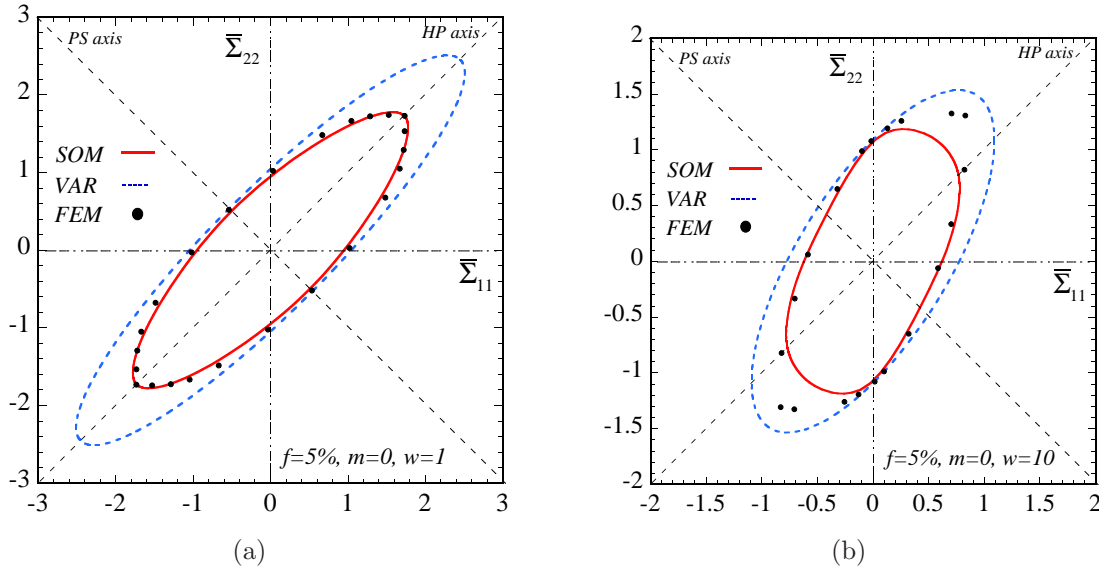 3
2
1
0
-1
-2
-3
-3 -2 -1 0 1 2 3
PS axis
HP axis
Σ̅22
Σ̅11
SOM
VAR
FEM
f=5%, m=0, w=1
(a)
2
1.5
1
0.5
0
-0.5
-1
-1.5
-2
-2 -1.5 -1 -0.5 0 0.5 1 1.5 2
PS axis
HP axis
Σ̅22
Σ̅11
SOM
VAR
FEM
f=5%, m=0, w=10
(b)